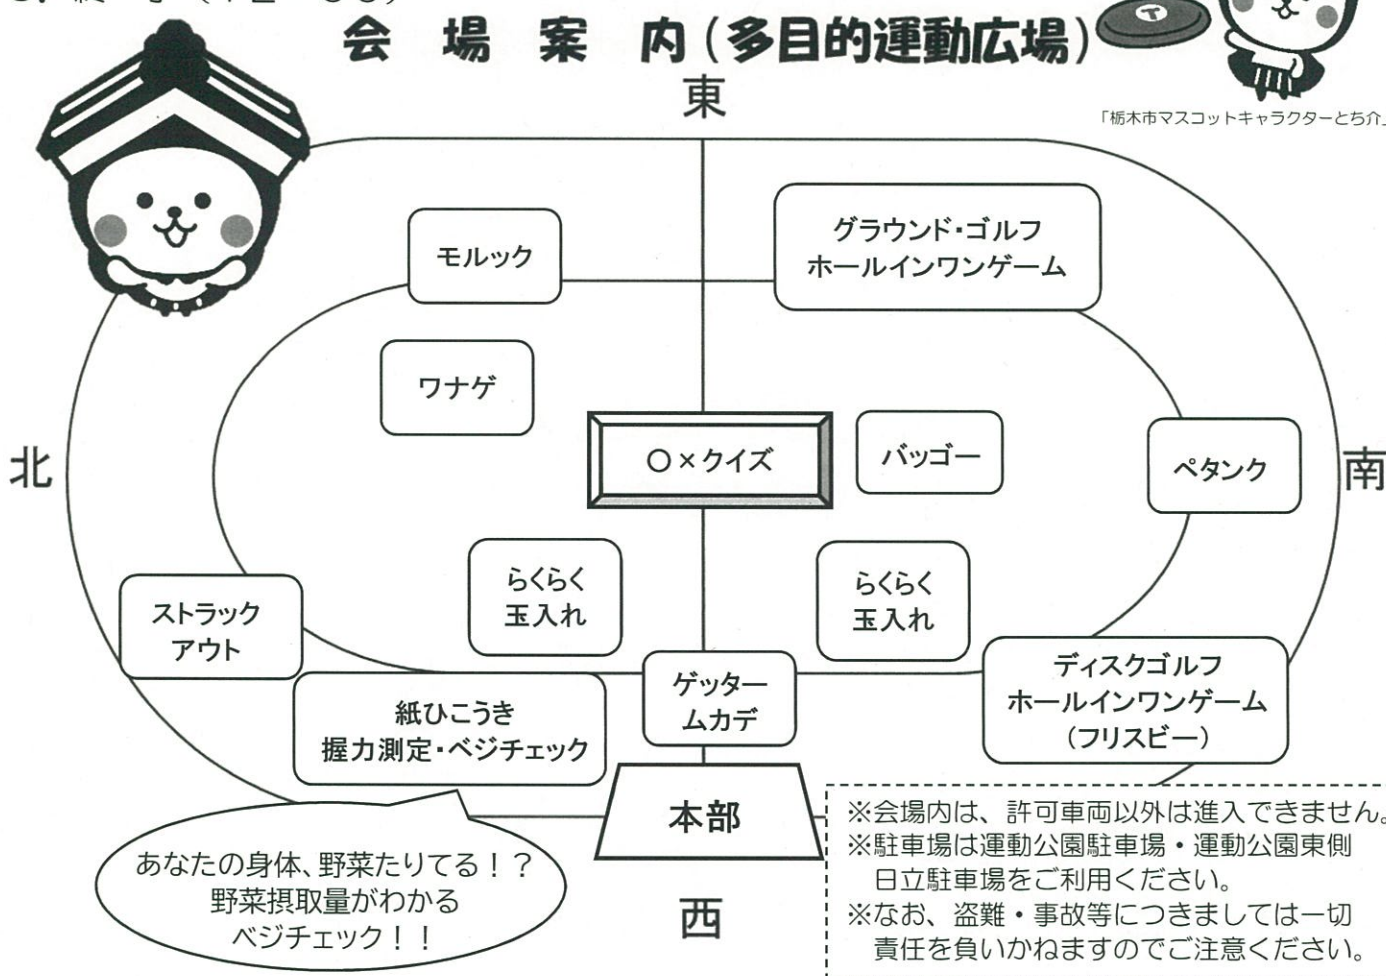 会場案内(多目的運動広場)
「栃木市マスコットキャラクターとち介」
東
モルック
グラウンド・ゴルフ
ホールインワンゲーム
ワナゲ
北
○×クイズ
バッゴー
ペタンク
南
らくらく
玉入れ
らくらく
玉入れ
ストラック
アウト
ゲッター
ムカデ
ディスクゴルフ
ホールインワンゲーム
(フリスビー)
紙ひこうき
握力測定・ベジチェック
本部
あなたの身体、野菜たりてる!?
野菜摂取量がわかる
ベジチェック!!
西
※会場内は、許可車両以外は進入できません。
※駐車場は運動公園駐車場・運動公園東側
日立駐車場をご利用ください。
※なお、盗難・事故等につきましては一切
責任を負いかねますのでご注意ください。